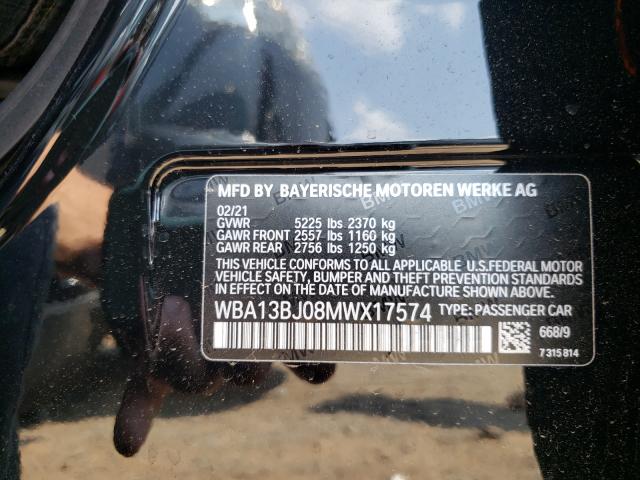 MFD BY BAYERISCHE MOTOREN WERKE AG
02/21
GVWR 5225 lbs 2370 kg
GAWR FRONT 2557 lbs 1160 kg
GAWR REAR 2756 lbs 1250 kg
THIS VEHICLE CONFORMS TO ALL APPLICABLE U.S.FEDERAL MOTOR
VEHICLE SAFETY, BUMPER AND THEFT PREVENTION STANDARDS
IN EFFECT ON THE DATE OF MANUFACTURE SHOWN ABOVE.
WBA13BJ08MWX17574 TYPE: PASSENGER CAR
668/9
7315814